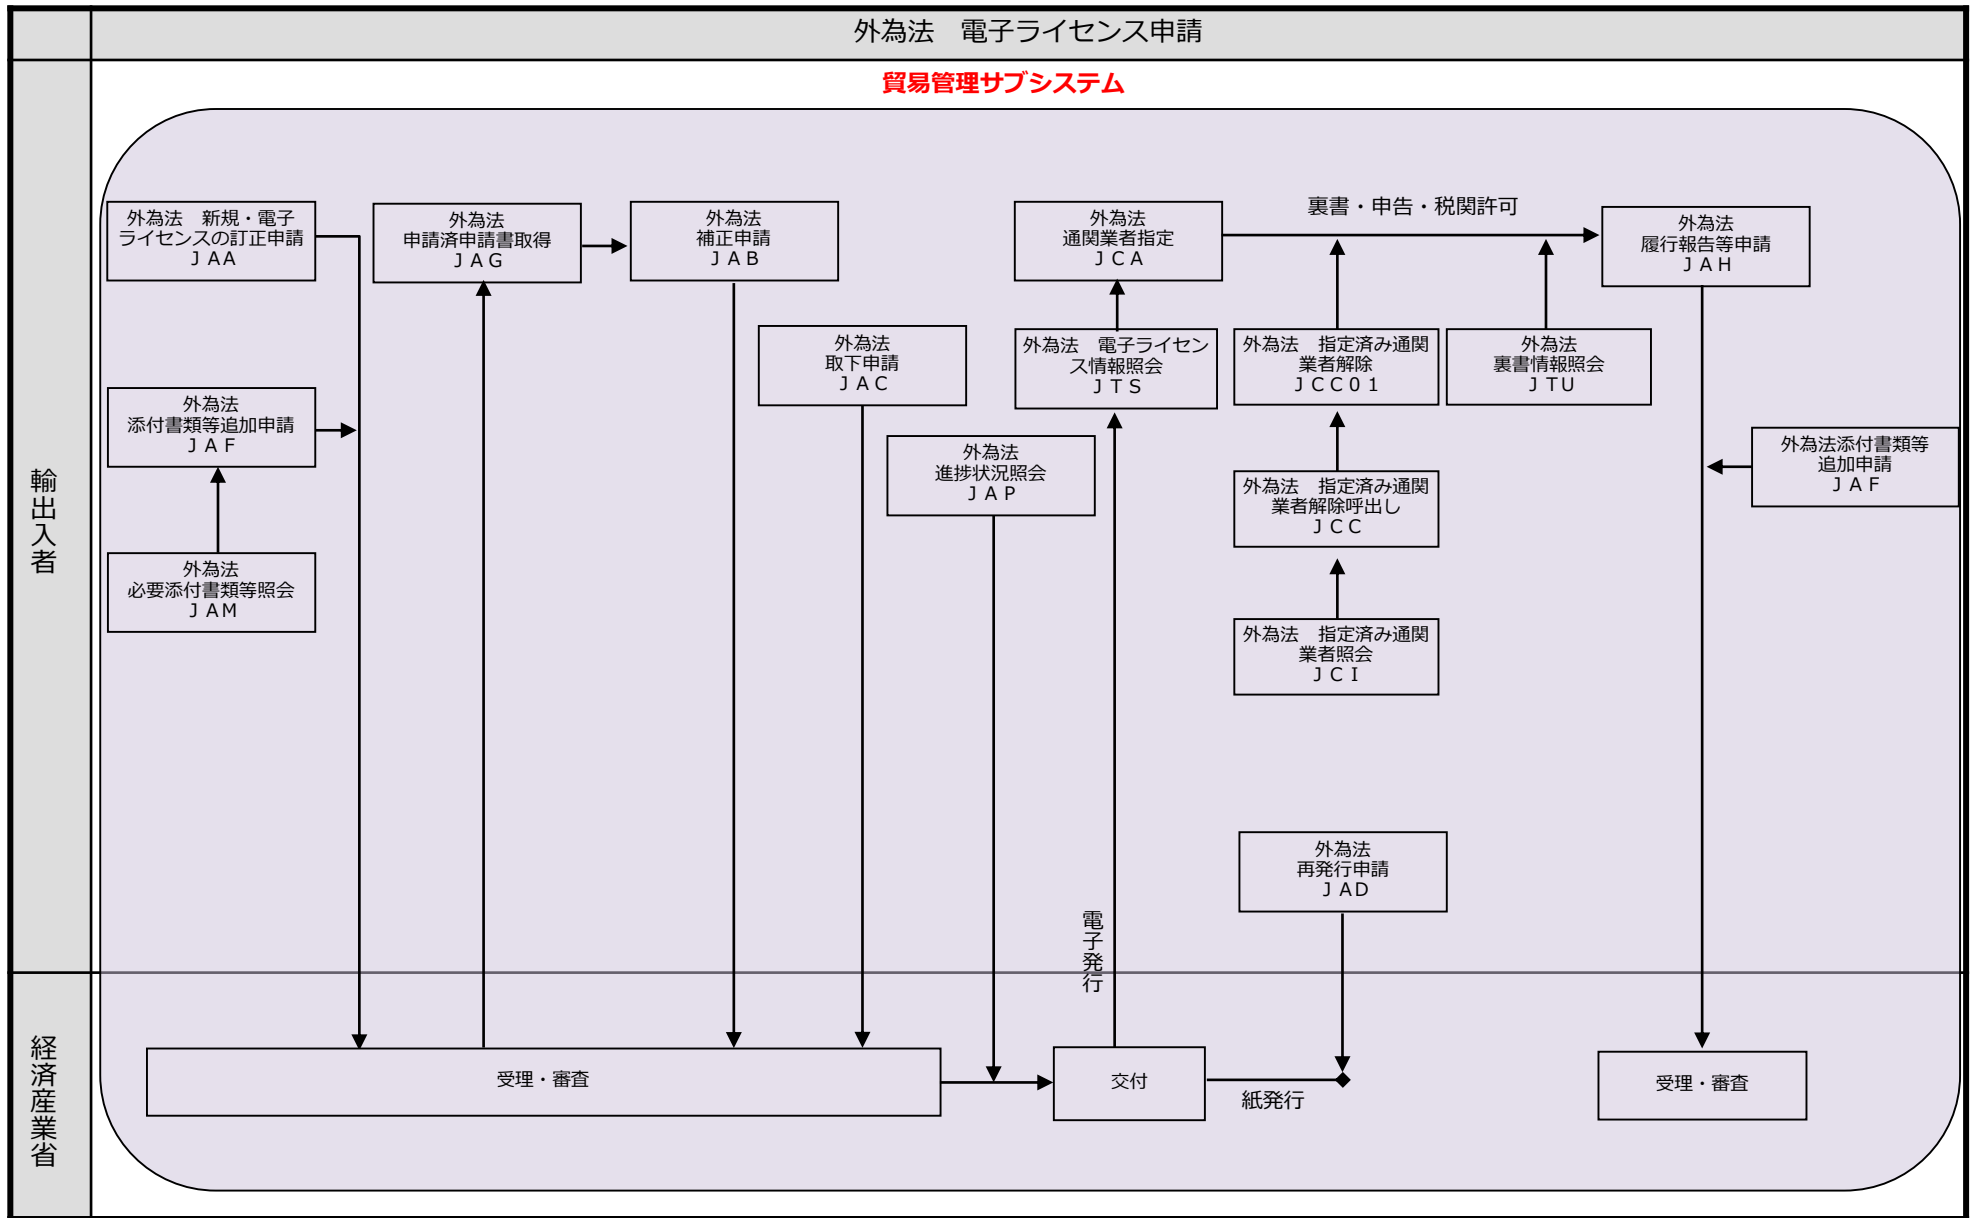 外為法　電子ライセンス申請
貿易管理サブシステム
輸出入者
外為法　新規・電子
ライセンスの訂正申請
ＪＡＡ
外為法
申請済申請書取得
ＪＡＧ
外為法
補正申請
ＪＡＢ
外為法
通関業者指定
ＪＣＡ
裏書・申告・税関許可
外為法
履行報告等申請
ＪＡＨ
外為法
取下申請
ＪＡＣ
外為法　電子ライセン
ス情報照会
ＪＴＳ
外為法　指定済み通関
業者解除
ＪＣＣ０１
外為法
裏書情報照会
ＪＴＵ
外為法
添付書類等追加申請
ＪＡＦ
外為法
進捗状況照会
ＪＡＰ
外為法　指定済み通関
業者解除呼出し
ＪＣＣ
外為法添付書類等
追加申請
ＪＡＦ
外為法
必要添付書類等照会
ＪＡＭ
外為法　指定済み通関
業者照会
ＪＣＩ
外為法
再発行申請
ＪＡＤ
電子発行
経済産業省
受理・審査
交付
紙発行
受理・審査